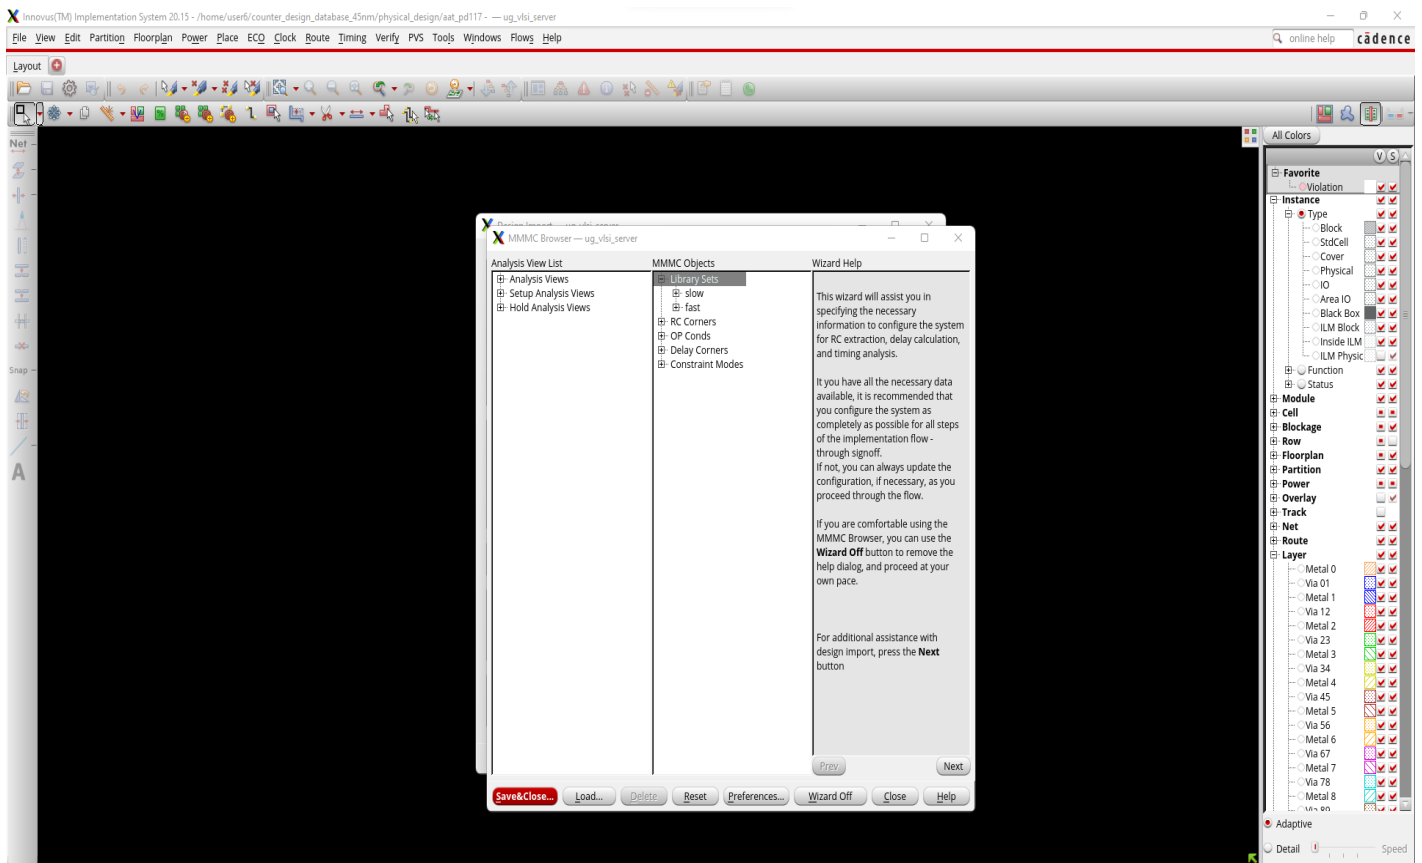 Innovus(TM) Implementation System 20.15 - /home/user6/counter_design_database_45nm/physical_design/aat_pd117 - — ug_vlsi_server
File View Edit Partition Floorplan Power Place ECO Clock Route Timing Verify PVS Tools Windows Flows Help
online help
cādence
Layout
Net
Snap
A
All Colors
V S
Favorite
Violation
Instance
Type
Block
StdCell
Cover
Physical
IO
Area IO
Black Box
ILM Block
Inside ILM
ILM Physic
Function
Status
Module
Cell
Blockage
Row
Floorplan
Partition
Power
Overlay
Track
Net
Route
Layer
Metal 0
Via 01
Metal 1
Via 12
Metal 2
Via 23
Metal 3
Via 34
Metal 4
Via 45
Metal 5
Via 56
Metal 6
Via 67
Metal 7
Via 78
Metal 8
Via 89
Adaptive
Detail
Speed
Design Import — ug_vlsi_server
MMMC Browser — ug_vlsi_server
Analysis View List
Analysis Views
Setup Analysis Views
Hold Analysis Views
MMMC Objects
Library Sets
slow
fast
RC Corners
OP Conds
Delay Corners
Constraint Modes
Wizard Help
This wizard will assist you in
specifying the necessary
information to configure the system
for RC extraction, delay calculation,
and timing analysis.
It you have all the necessary data
available, it is recommended that
you configure the system as
completely as possible for all steps
of the implementation flow -
through signoff.
If not, you can always update the
configuration, if necessary, as you
proceed through the flow.
If you are comfortable using the
MMMC Browser, you can use the
Wizard Off button to remove the
help dialog, and proceed at your
own pace.
For additional assistance with
design import, press the Next
button
Prev
Next
Save&Close...
Load...
Delete
Reset
Preferences...
Wizard Off
Close
Help